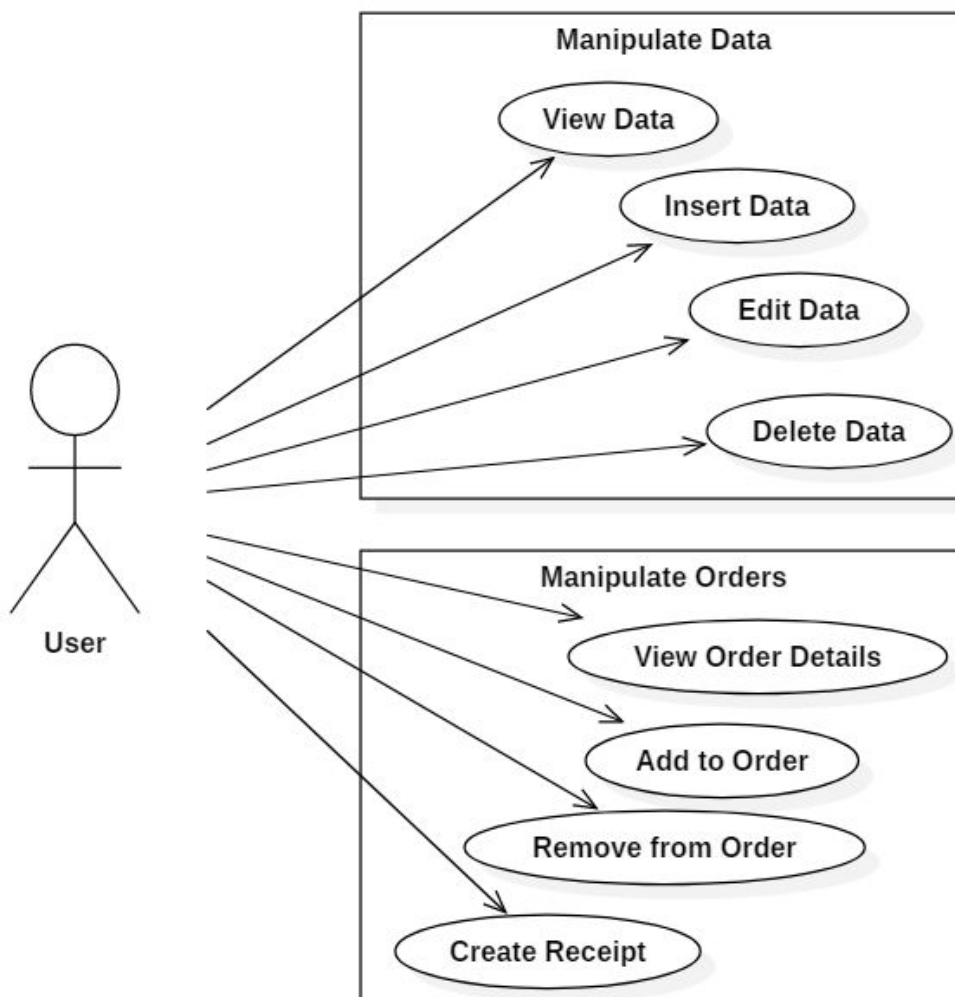 Manipulate Data
View Data
Insert Data
Edit Data
Delete Data
User
Manipulate Orders
View Order Details
Add to Order
Remove from Order
Create Receipt